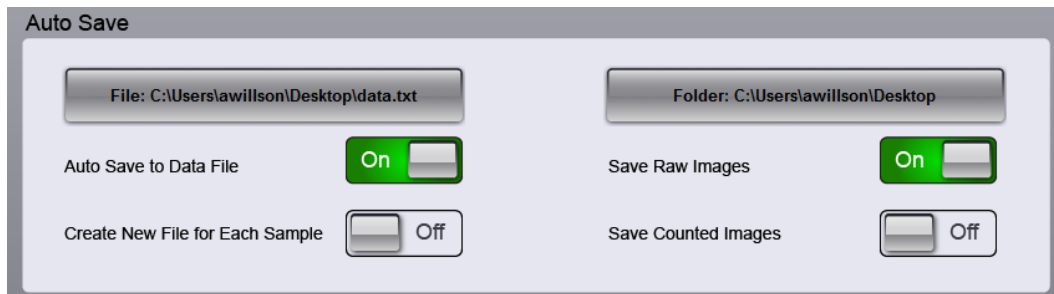 Auto Save
File: C:\Users\awillson\Desktop\data.txt
Folder: C:\Users\awillson\Desktop
Auto Save to Data File
On
Save Raw Images
On
Create New File for Each Sample
Off
Save Counted Images
Off